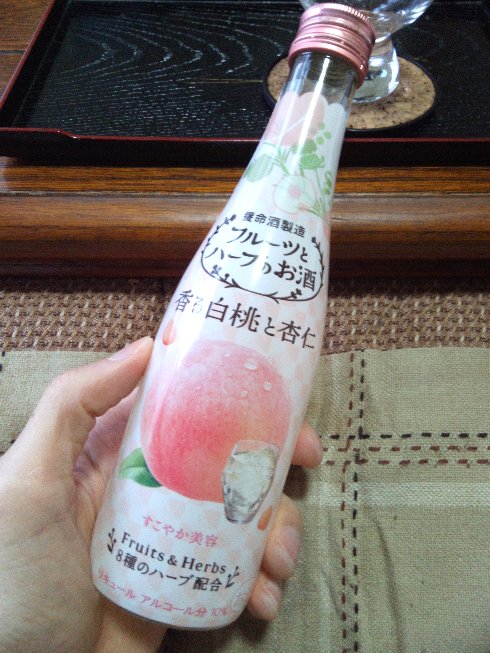 養命酒製造
フルーツと
ハーブのお酒
香る白桃と杏仁
すこやか美容
Fruits & Herbs
8種のハーブ配合
リキュール アルコール分 10%